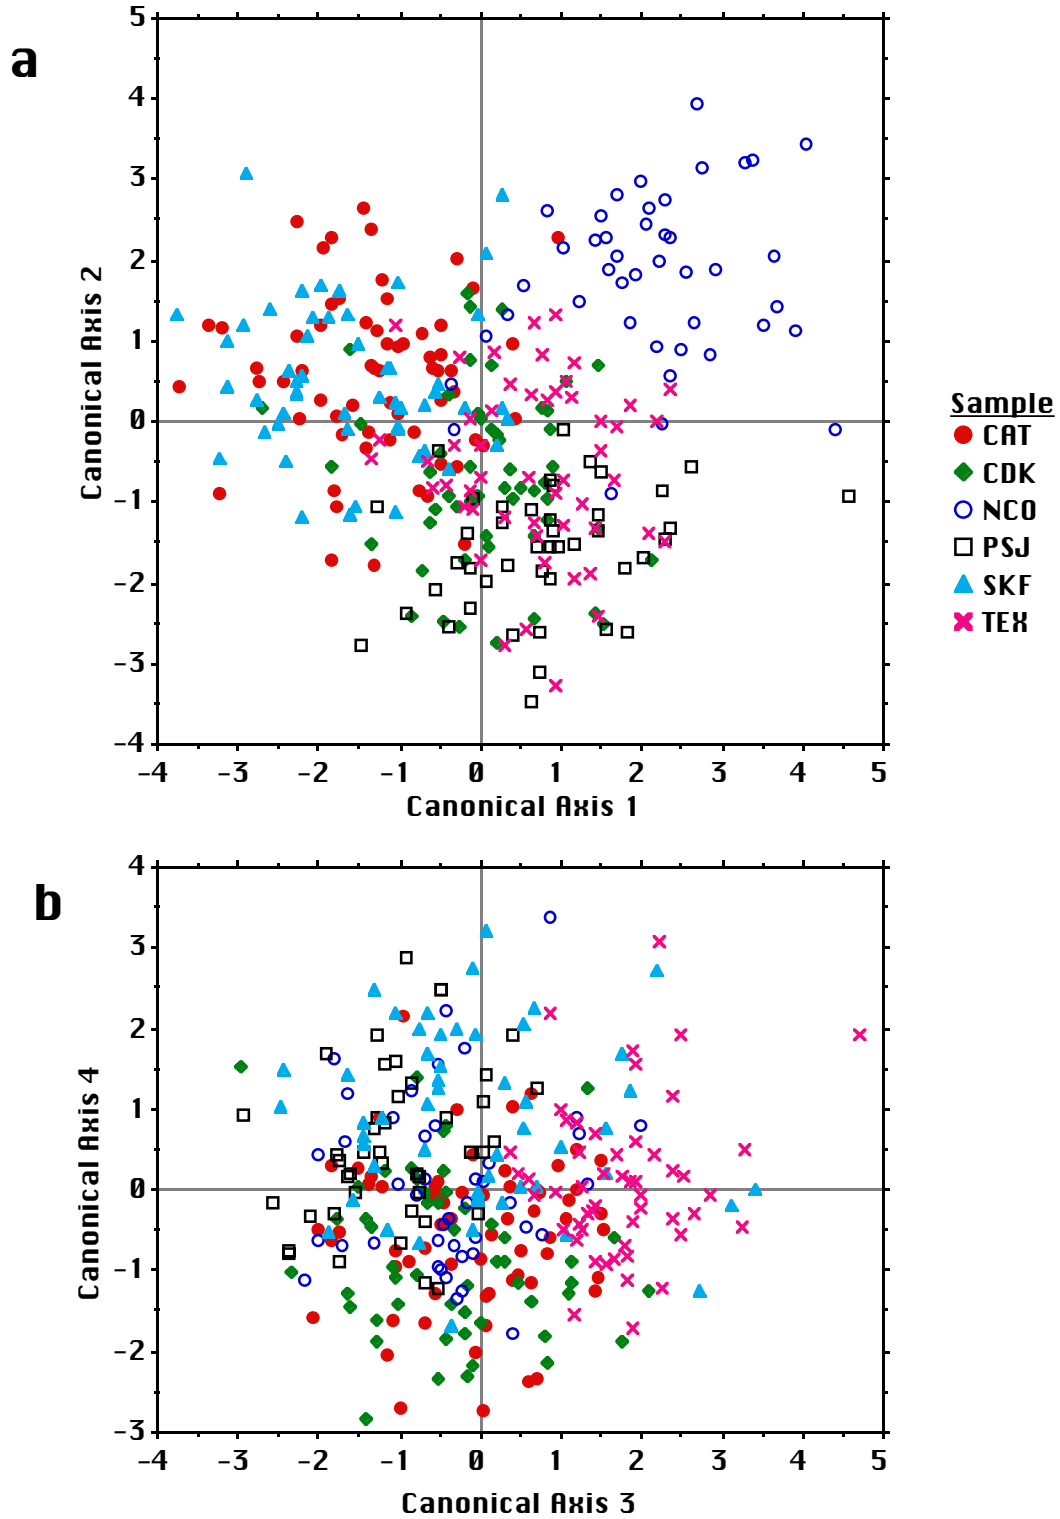 a
5
4
3
2
1
0
-1
-2
-3
-4
Canonical Axis 2
-4 -3 -2 -1 0 1 2 3 4 5
Canonical Axis 1
Sample
CAT
CDK
NCO
PSJ
SKF
TEX
b
4
3
2
1
0
-1
-2
-3
Canonical Axis 4
-4 -3 -2 -1 0 1 2 3 4 5
Canonical Axis 3